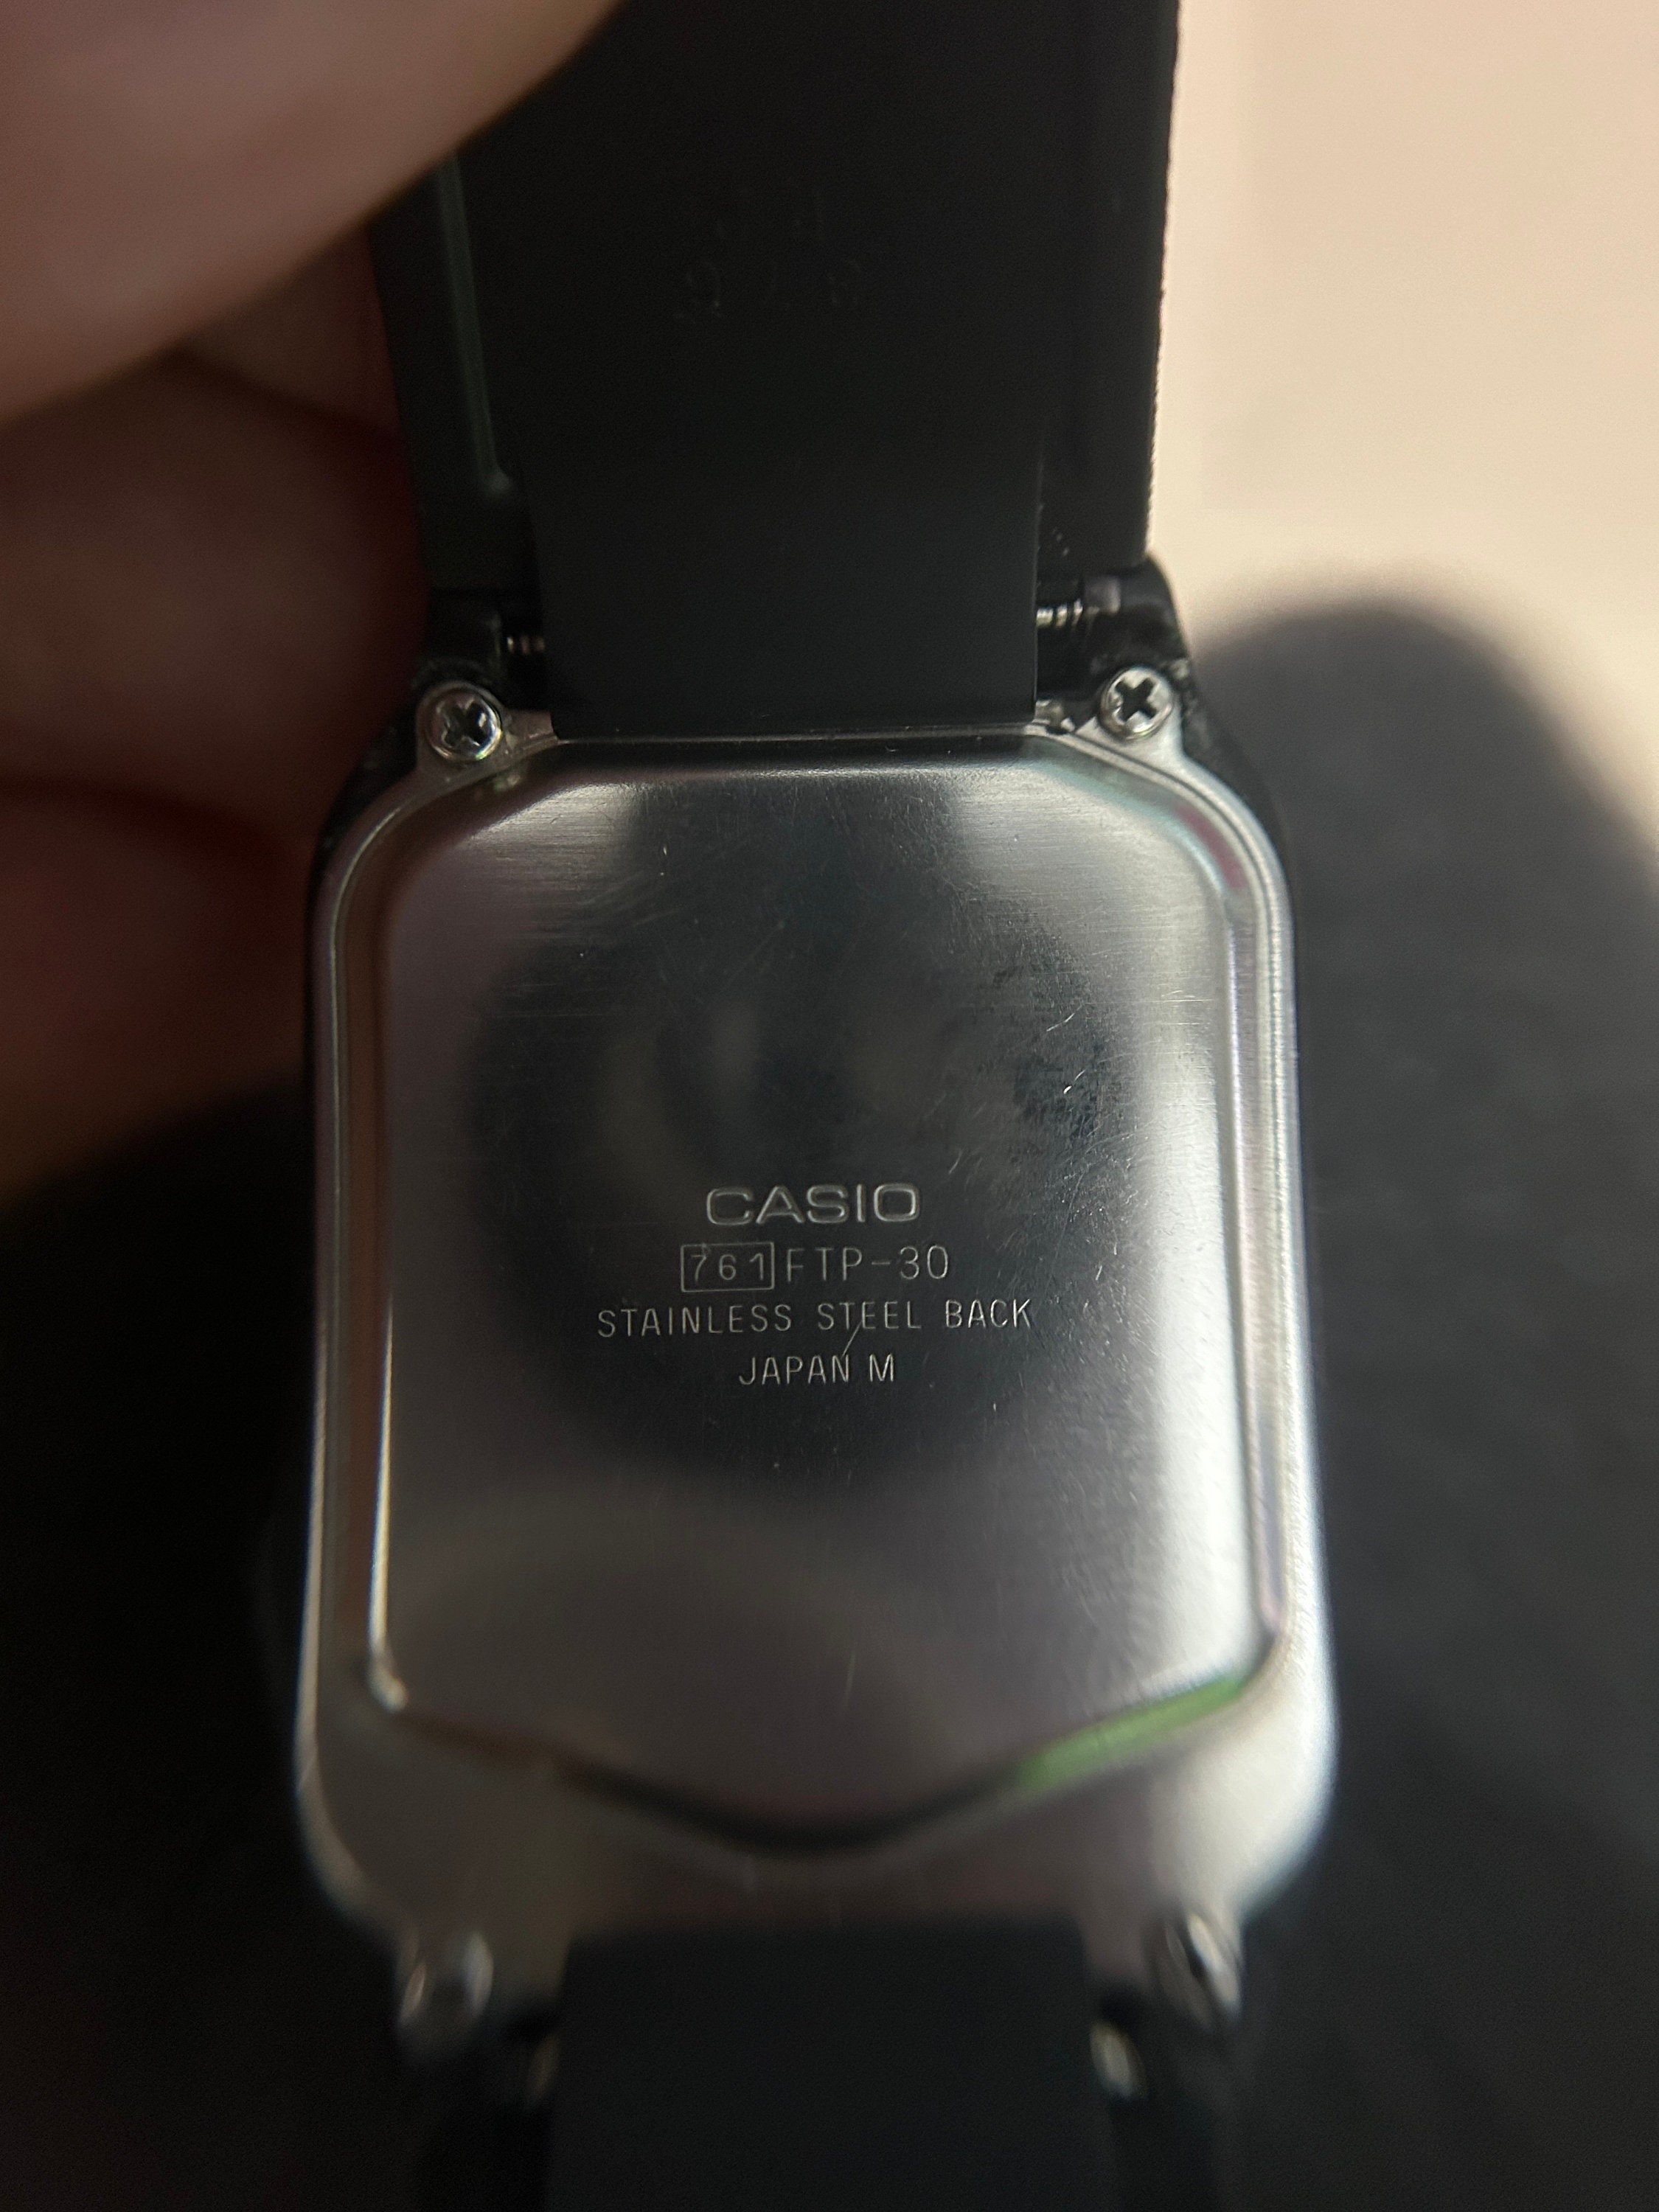 CASIO
761 FTP-30
STAINLESS STEEL BACK
JAPAN M